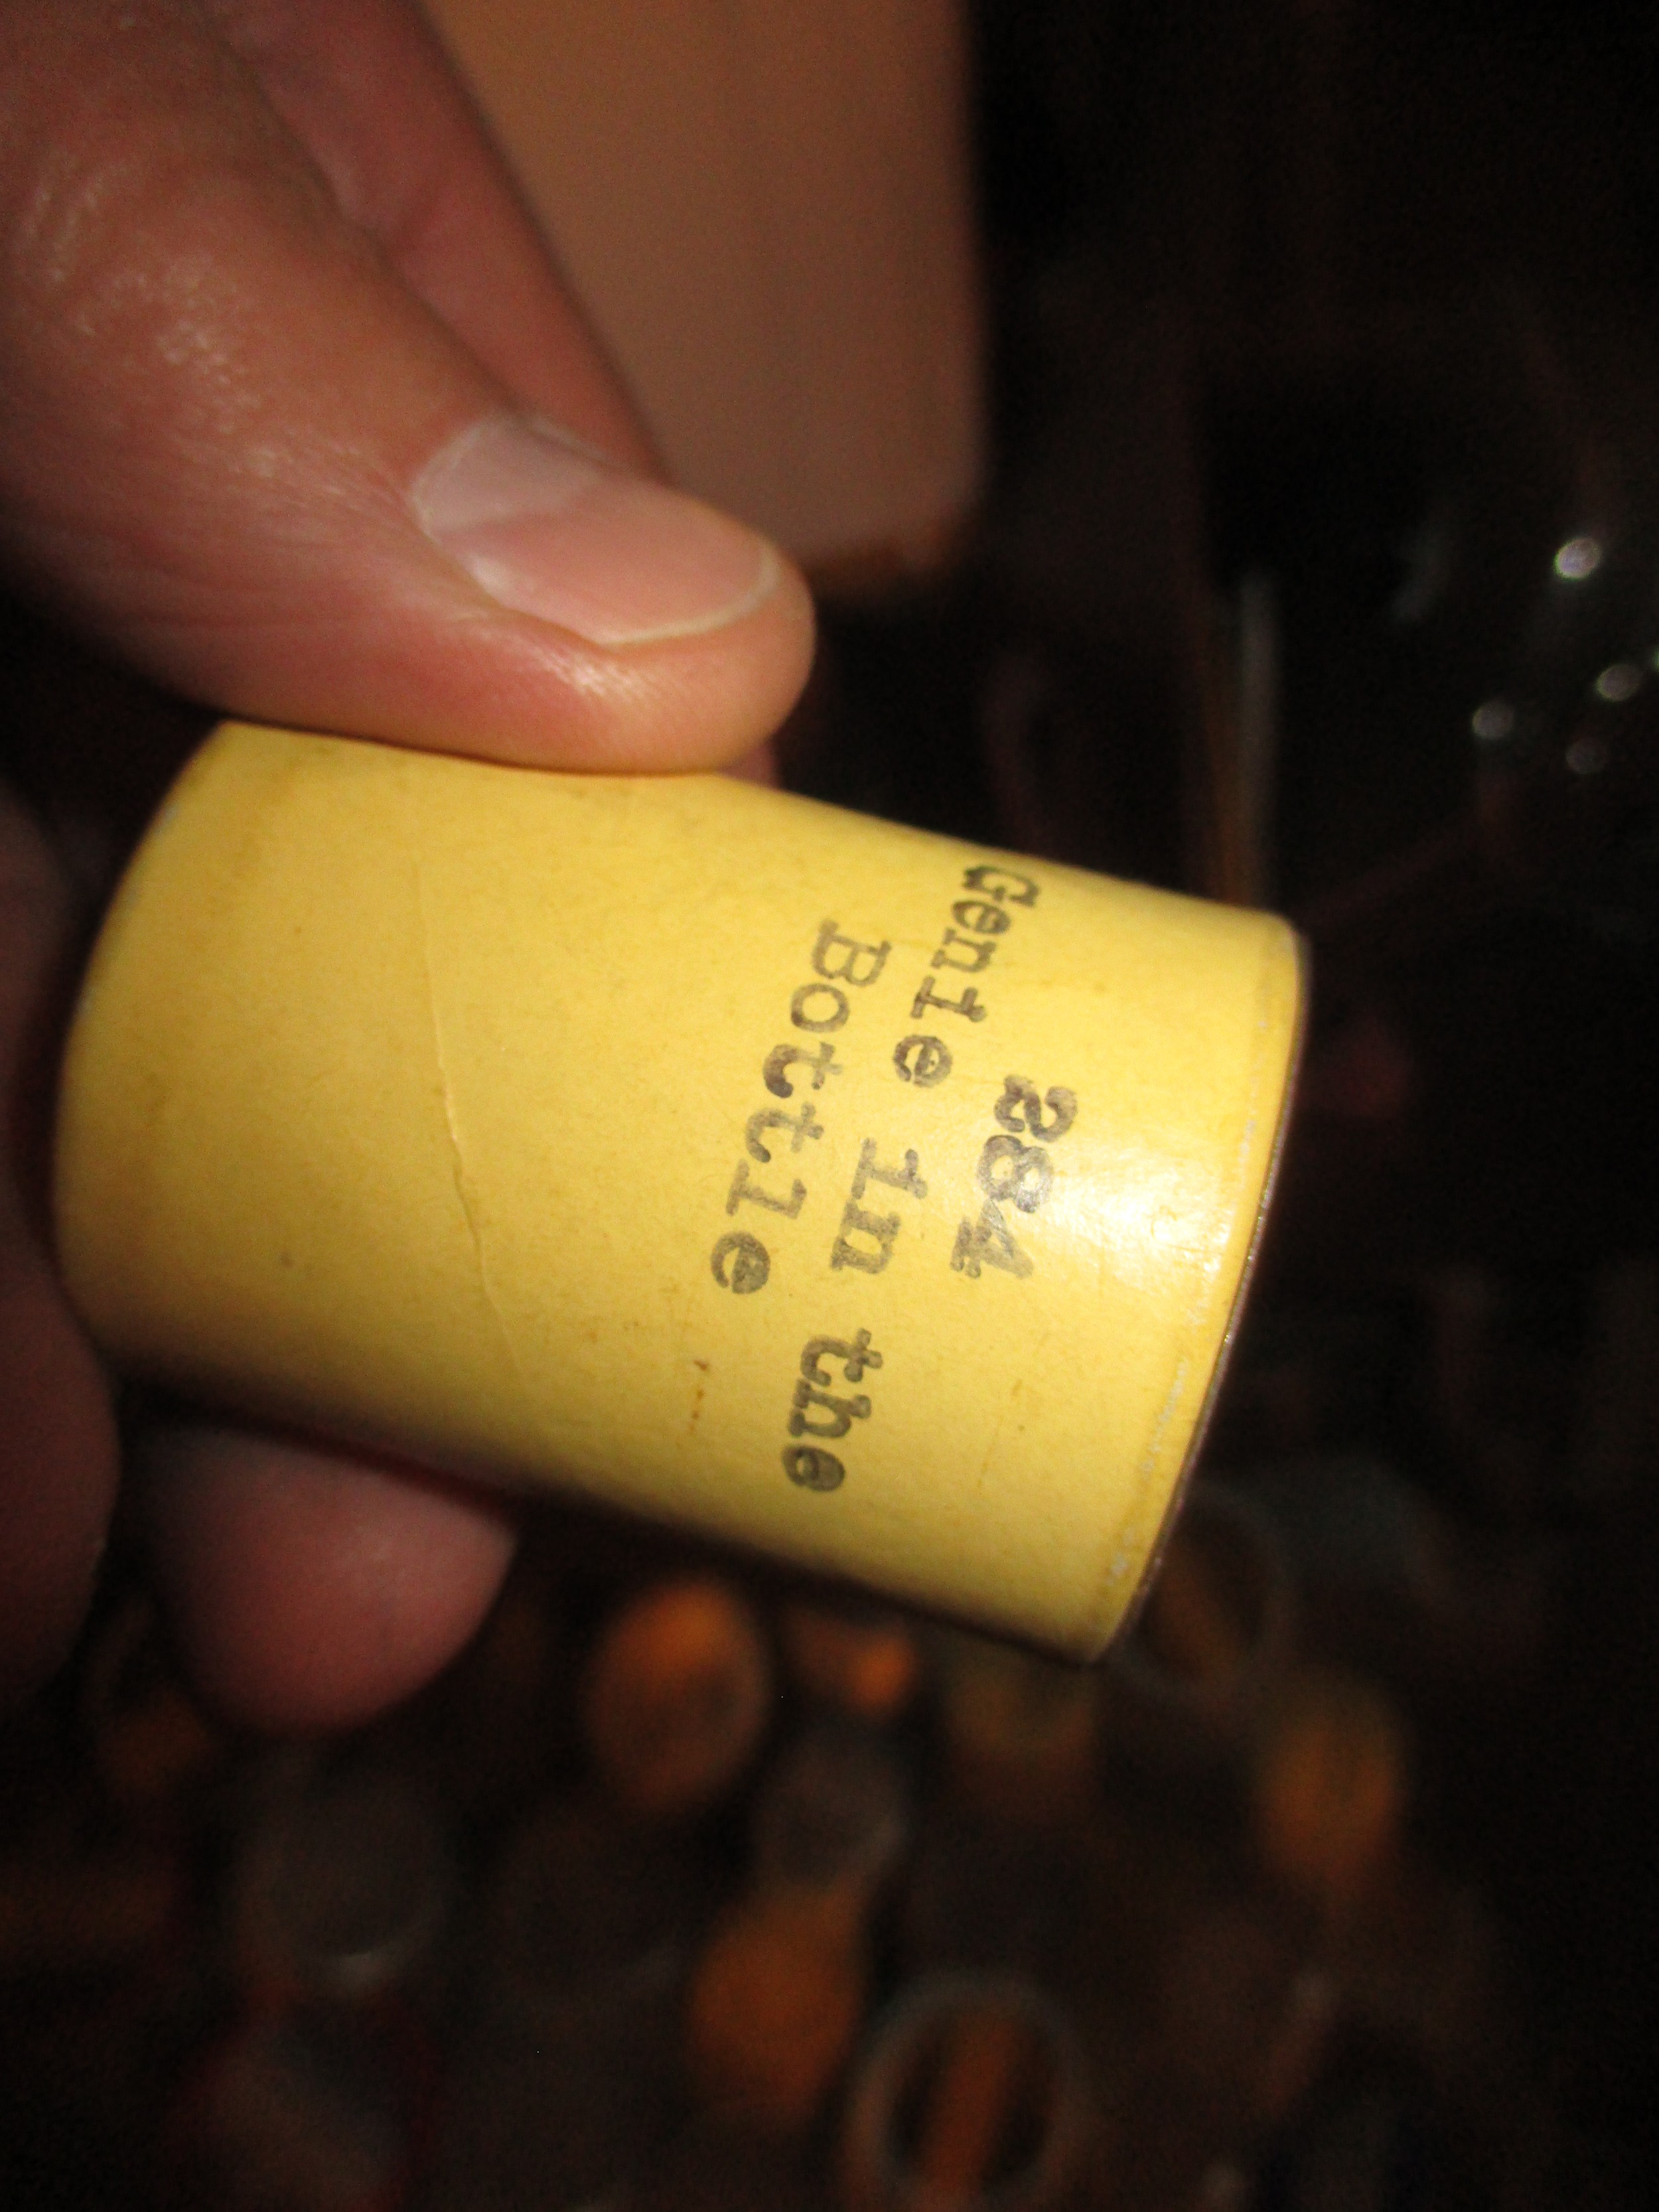 284
Genie in the
Bottle